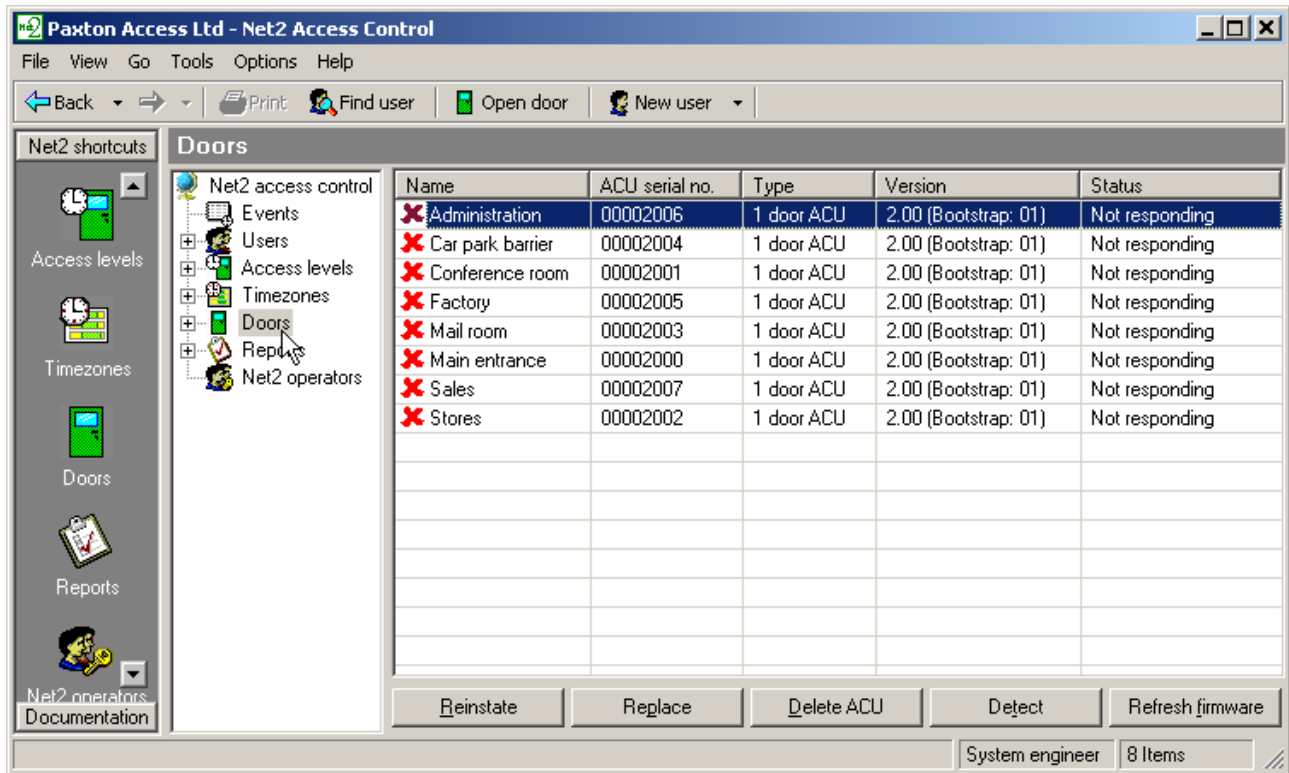 Paxton Access Ltd - Net2 Access Control
File View Go Tools Options Help
Back Print Find user Open door New user
Net2 shortcuts
Access levels
Timezones
Doors
Reports
Net2 operators
Documentation
Doors
Net2 access control
Events
Users
Access levels
Timezones
Doors
Reports
Net2 operators
Name ACU serial no. Type Version Status
Administration 00002006 1 door ACU 2.00 (Bootstrap: 01) Not responding
Car park barrier 00002004 1 door ACU 2.00 (Bootstrap: 01) Not responding
Conference room 00002001 1 door ACU 2.00 (Bootstrap: 01) Not responding
Factory 00002005 1 door ACU 2.00 (Bootstrap: 01) Not responding
Mail room 00002003 1 door ACU 2.00 (Bootstrap: 01) Not responding
Main entrance 00002000 1 door ACU 2.00 (Bootstrap: 01) Not responding
Sales 00002007 1 door ACU 2.00 (Bootstrap: 01) Not responding
Stores 00002002 1 door ACU 2.00 (Bootstrap: 01) Not responding
Reinstate Replace Delete ACU Detect Refresh firmware
System engineer 8 Items